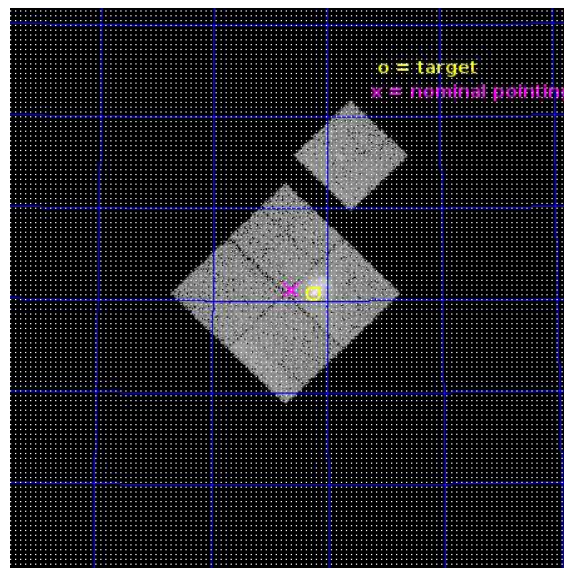 o = target
x = nominal pointing